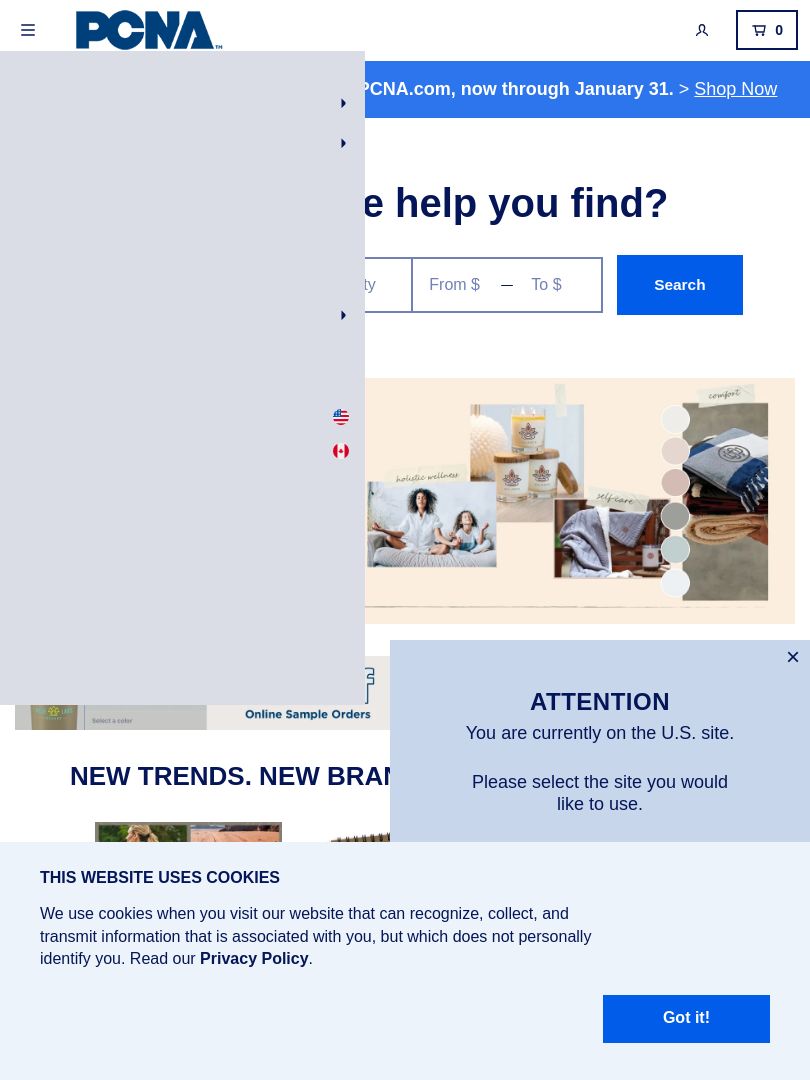 PCNA™
0
PCNA.com, now through January 31. > Shop Now
e help you find?
ty
From $ — To $
Search
comfort
holistic wellness
self care
Select a color
Online Sample Orders
ATTENTION
You are currently on the U.S. site.
Please select the site you would
like to use.
NEW TRENDS. NEW BRAN
THIS WEBSITE USES COOKIES
We use cookies when you visit our website that can recognize, collect, and
transmit information that is associated with you, but which does not personally
identify you. Read our Privacy Policy.
Got it!